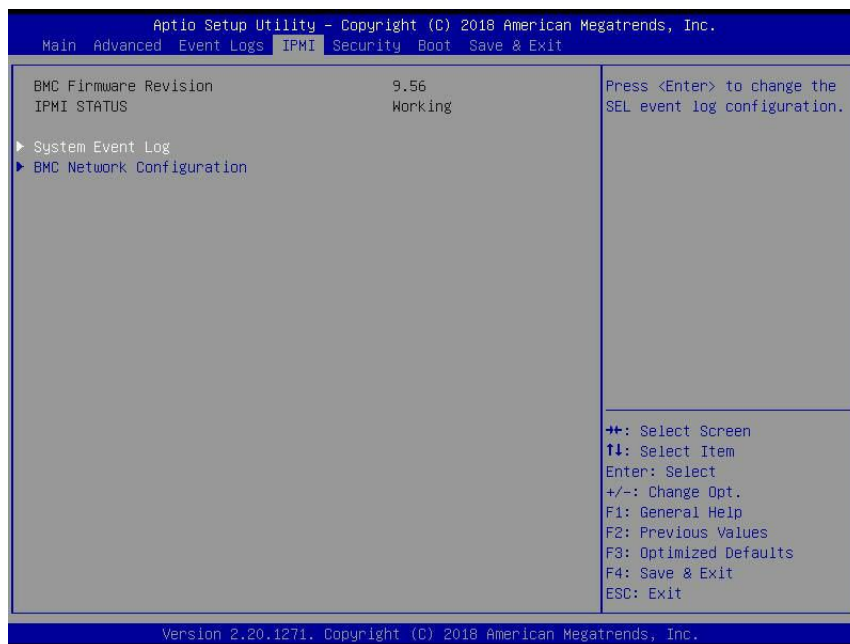 Aptio Setup Utility – Copyright (C) 2018 American Megatrends, Inc.
Main Advanced Event Logs IPMI Security Boot Save & Exit
BMC Firmware Revision 9.56
IPMI STATUS Working
▶ System Event Log
▶ BMC Network Configuration
Press <Enter> to change the
SEL event log configuration.
→←: Select Screen
↑↓: Select Item
Enter: Select
+/-: Change Opt.
F1: General Help
F2: Previous Values
F3: Optimized Defaults
F4: Save & Exit
ESC: Exit
Version 2.20.1271. Copyright (C) 2018 American Megatrends, Inc.